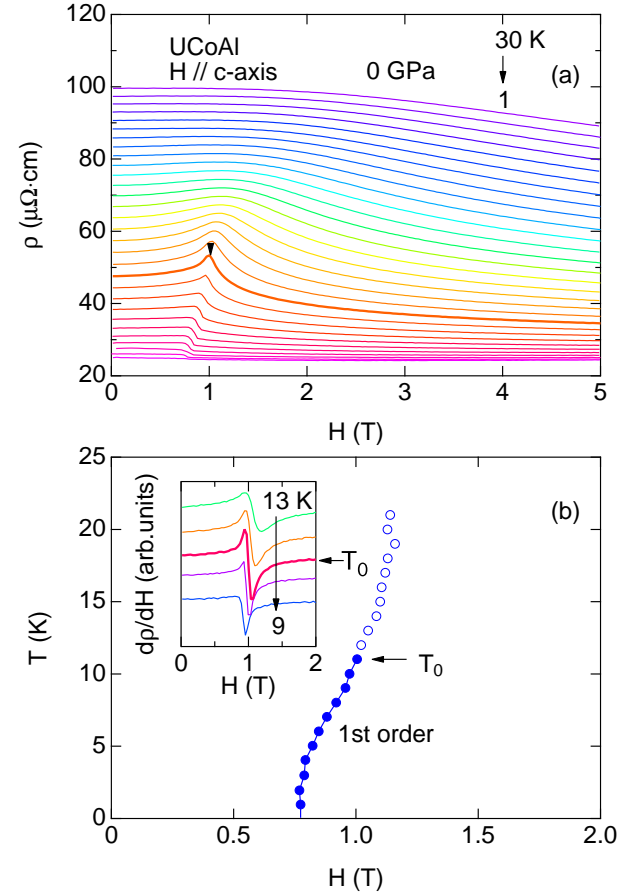 120
UCoAl
H // c-axis
0 GPa
30 K
1
(a)
100
80
60
40
20
ρ (μΩ·cm)
0 1 2 3 4 5
H (T)
25
20
15
10
5
0
T (K)
(b)
13 K
9
T0
dρ/dH (arb.units)
0 1 2
H (T)
T0
1st order
0 0.5 1.0 1.5 2.0
H (T)